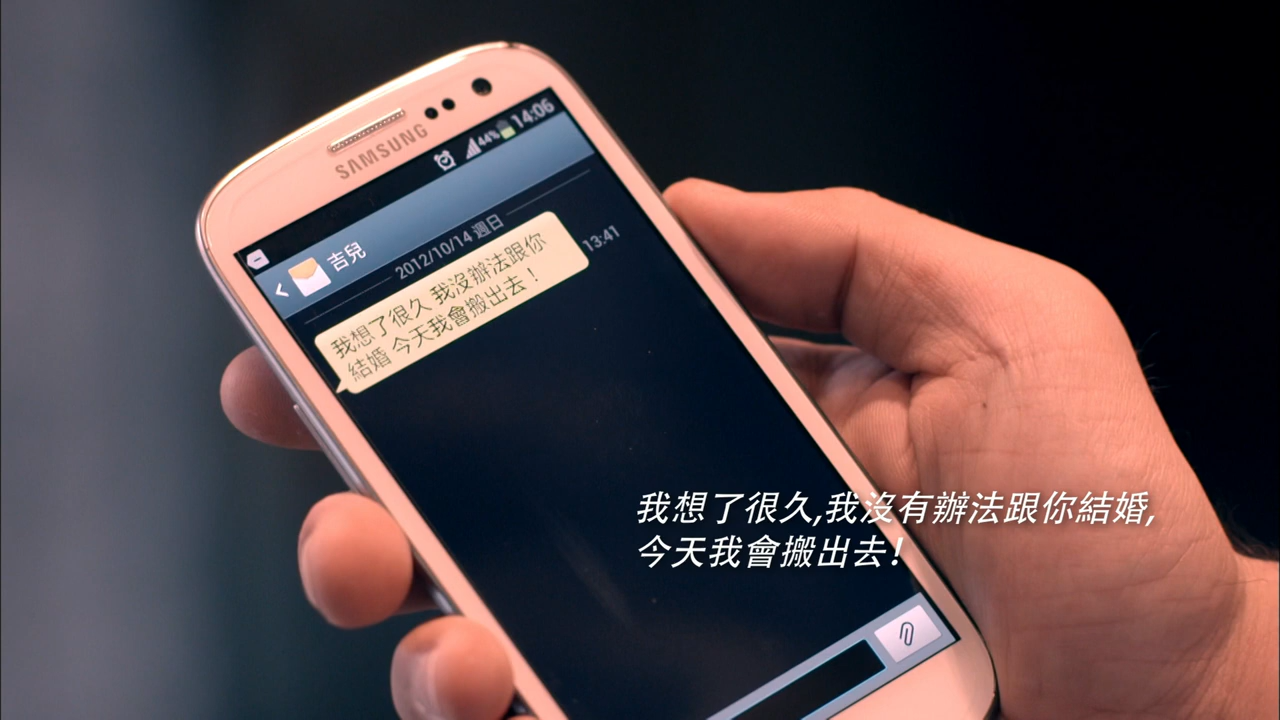 SAMSUNG
44% 14:06
吉兒
2012/10/14 週日
我想了很久 我沒辦法跟你
結婚 今天我會搬出去！
13:41
我想了很久,我沒有辦法跟你結婚,
今天我會搬出去!